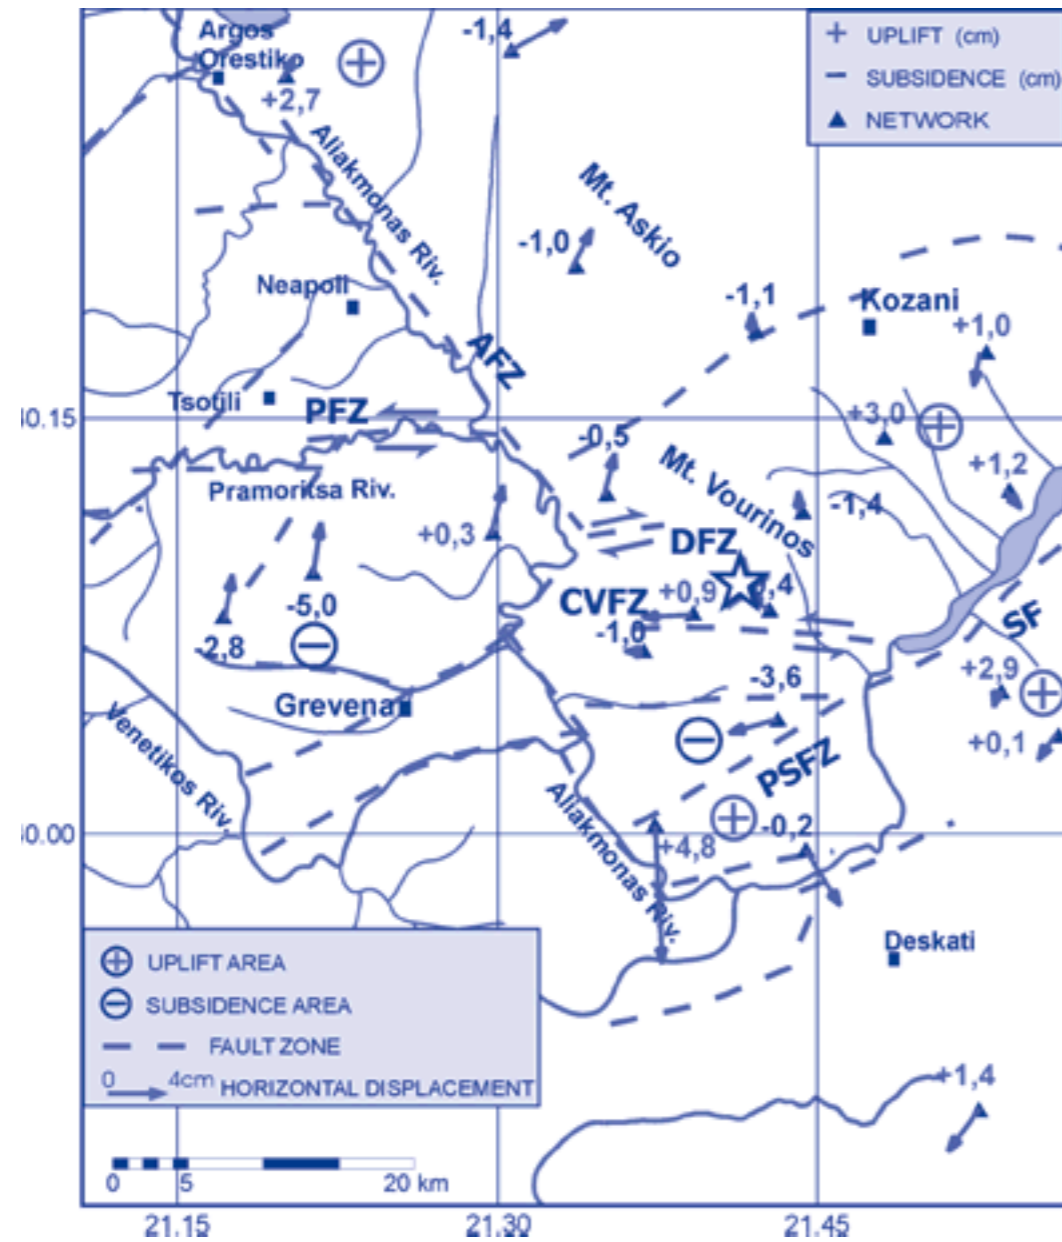 Argos
Orestiko
+2,7
-1,4
+ UPLIFT (cm)
- SUBSIDENCE (cm)
▲ NETWORK
Aliakmonas Riv.
Mt. Askio
-1,0
Neapoli
-1,1
Kozani
+1,0
AFZ
Tsotili
PFZ
40.15
-0,5
+3,0
Mt. Vourinos
+1,2
Pramoritsa Riv.
+0,3
-1,4
DFZ
CVFZ
+0,9
-5,0
-1,0
-2,8
SF
+2,9
-3,6
Grevena
Venetikos Riv.
+0,1
PSFZ
Aliakmonas Riv.
-0,2
+4,8
Deskati
UPLIFT AREA
SUBSIDENCE AREA
FAULT ZONE
0 4cm HORIZONTAL DISPLACEMENT
+1,4
0 5 20 km
21.15 21.30 21.45